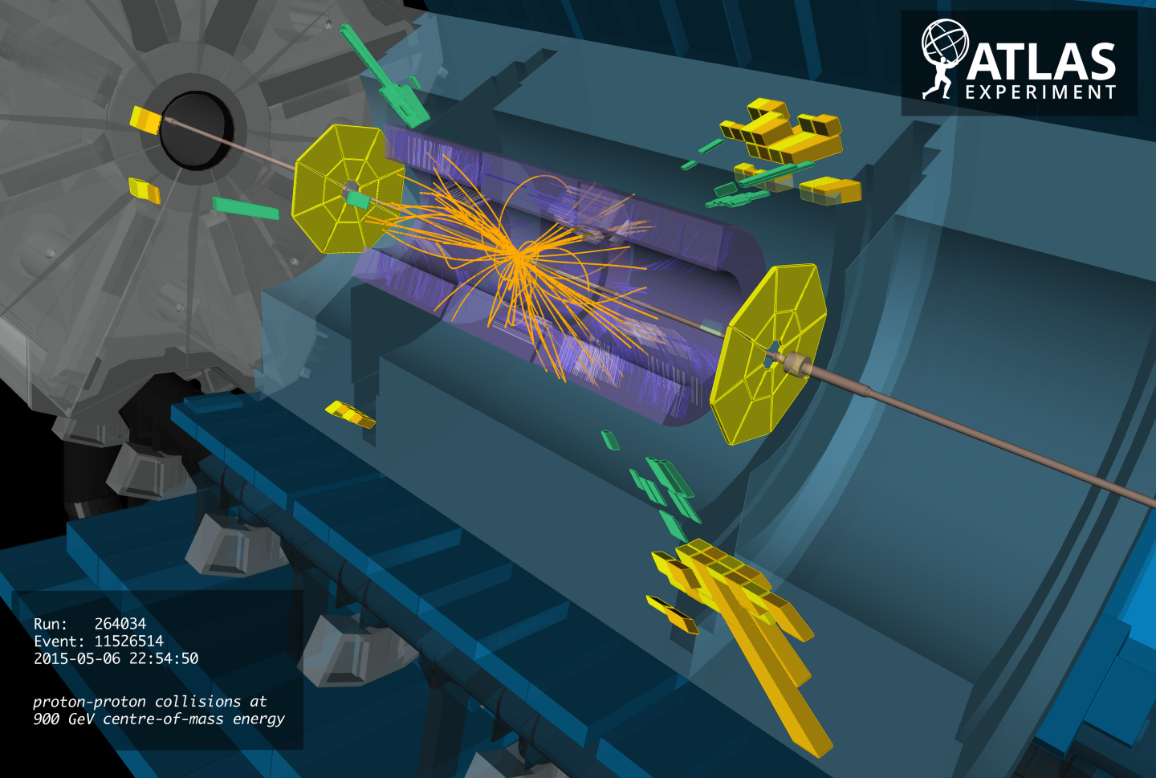 ATLAS
EXPERIMENT
Run: 264034
Event: 11526514
2015-05-06 22:54:50
proton-proton collisions at
900 GeV centre-of-mass energy